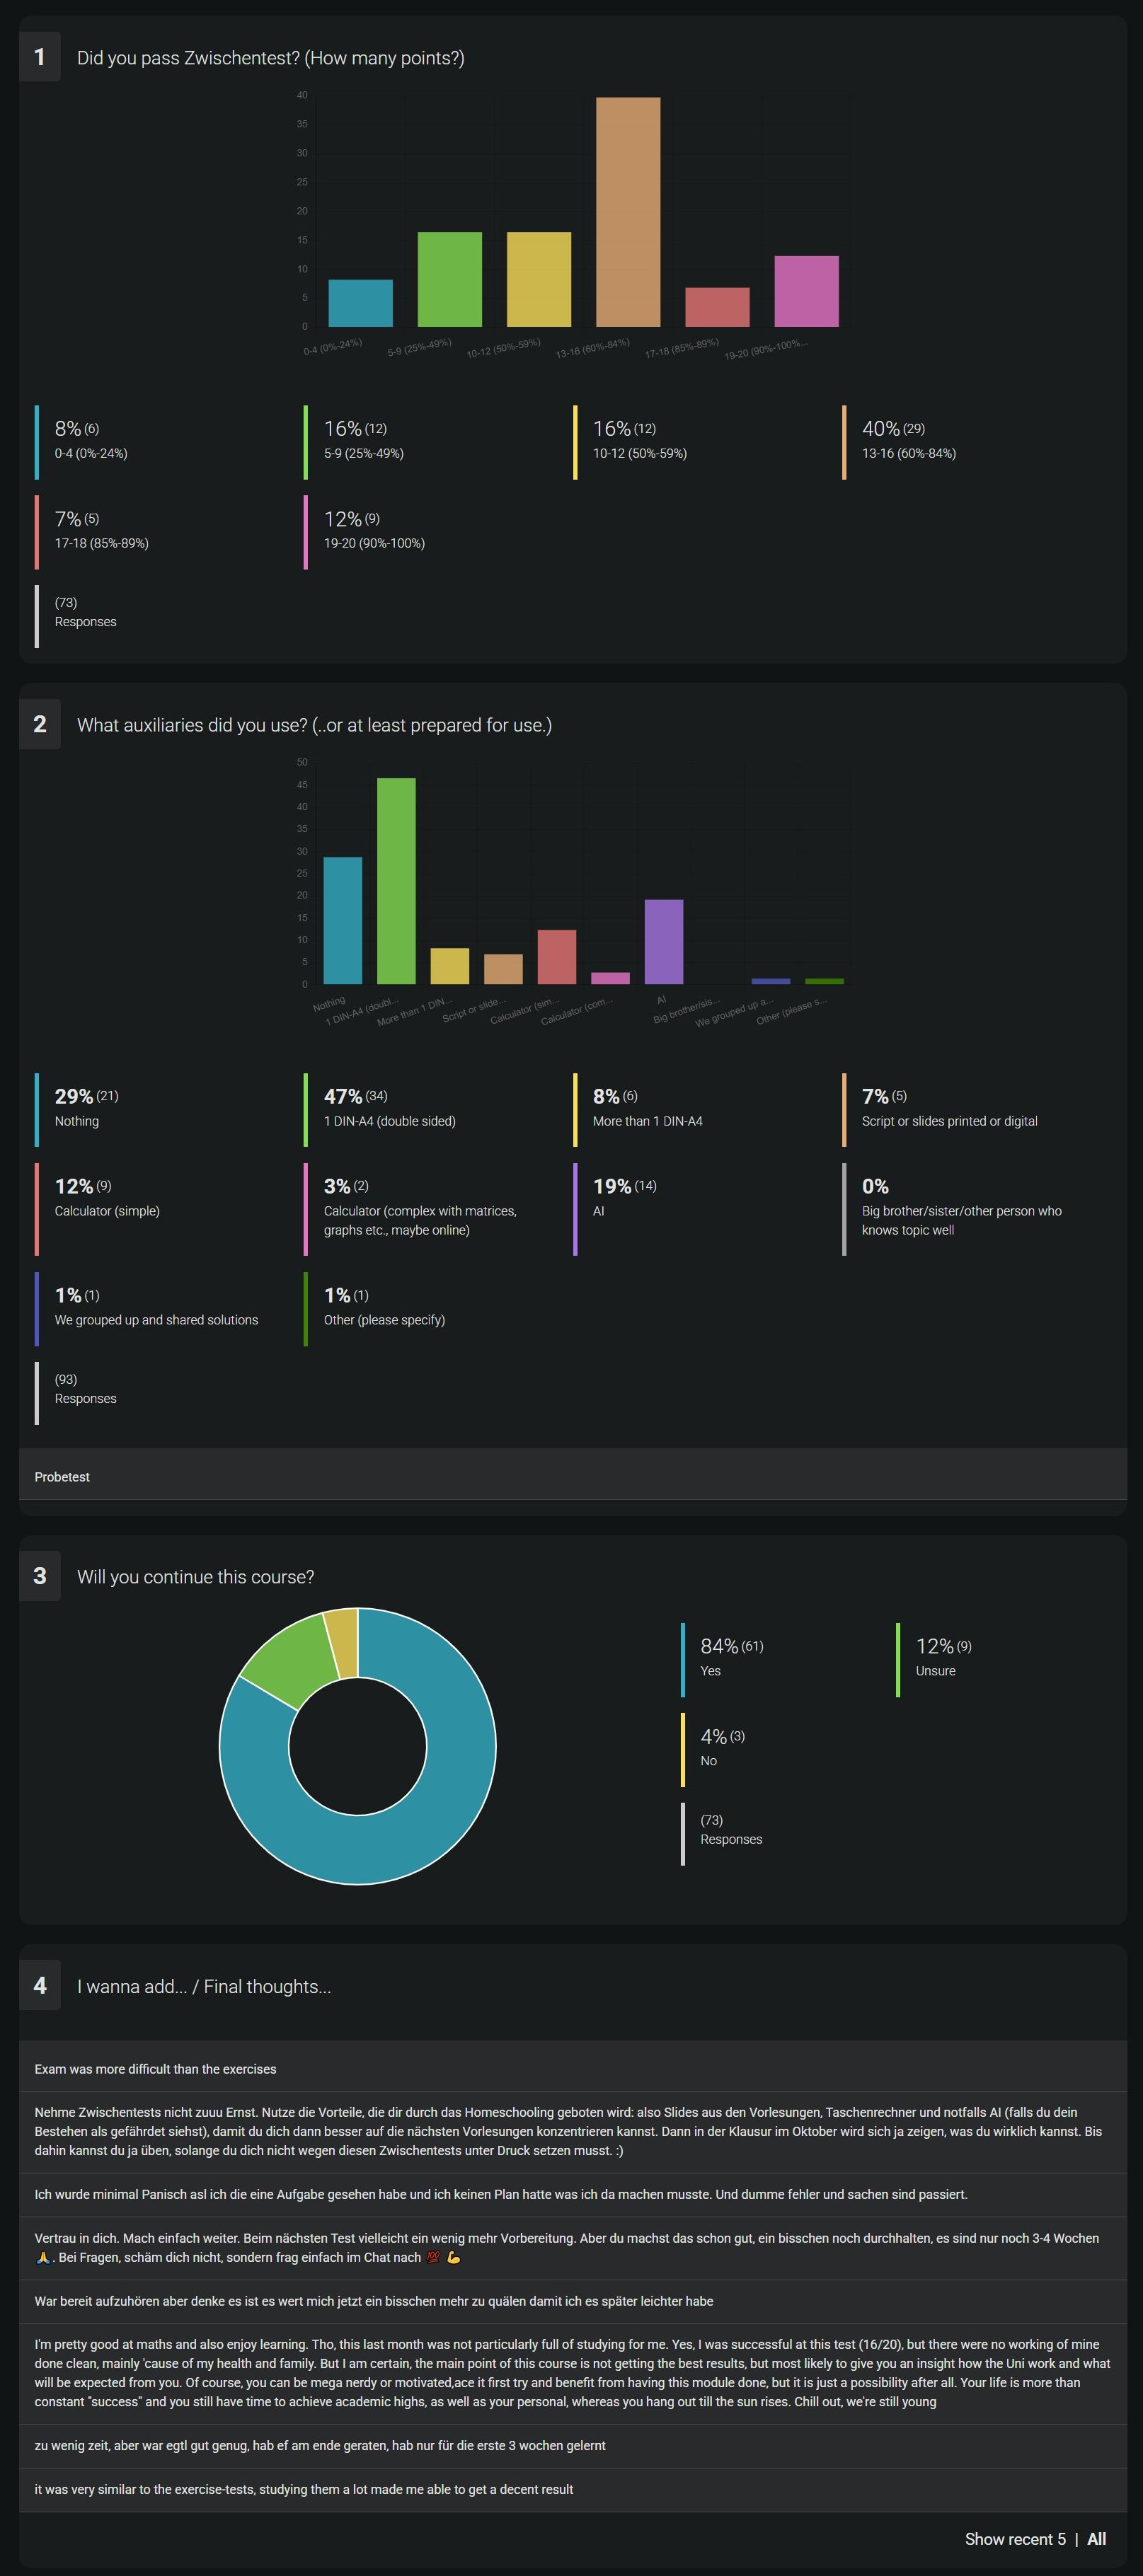 1
Did you pass Zwischentest? (How many points?)
40
35
30
25
20
15
10
5
0
0-4 (0%-24%)
5-9 (25%-49%)
10-12 (50%-59%)
13-16 (60%-84%)
17-18 (85%-89%)
19-20 (90%-100%...
8% (6)
0-4 (0%-24%)
16% (12)
5-9 (25%-49%)
16% (12)
10-12 (50%-59%)
40% (29)
13-16 (60%-84%)
7% (5)
17-18 (85%-89%)
12% (9)
19-20 (90%-100%)
(73)
Responses
2
What auxiliaries did you use? (..or at least prepared for use.)
50
45
40
35
30
25
20
15
10
5
0
Nothing
1 DIN-A4 (doubl...
More than 1 DIN...
Script or slide...
Calculator (sim...
Calculator (com...
AI
Big brother/sis...
We grouped up a...
Other (please s...
29% (21)
Nothing
47% (34)
1 DIN-A4 (double sided)
8% (6)
More than 1 DIN-A4
7% (5)
Script or slides printed or digital
12% (9)
Calculator (simple)
3% (2)
Calculator (complex with matrices,
graphs etc., maybe online)
19% (14)
AI
0%
Big brother/sister/other person who
knows topic well
1% (1)
We grouped up and shared solutions
1% (1)
Other (please specify)
(93)
Responses
Probetest
3
Will you continue this course?
84% (61)
Yes
12% (9)
Unsure
4% (3)
No
(73)
Responses
4
I wanna add... / Final thoughts...
Exam was more difficult than the exercises
Nehme Zwischentests nicht zuuu Ernst. Nutze die Vorteile, die dir durch das Homeschooling geboten wird: also Slides aus den Vorlesungen, Taschenrechner und notfalls AI (falls du dein
Bestehen als gefährdet siehst), damit du dich dann besser auf die nächsten Vorlesungen konzentrieren kannst. Dann in der Klausur im Oktober wird sich ja zeigen, was du wirklich kannst. Bis
dahin kannst du ja üben, solange du dich nicht wegen diesen Zwischentests unter Druck setzen musst. :)
Ich wurde minimal Panisch asl ich die eine Aufgabe gesehen habe und ich keinen Plan hatte was ich da machen musste. Und dumme fehler und sachen sind passiert.
Vertrau in dich. Mach einfach weiter. Beim nächsten Test vielleicht ein wenig mehr Vorbereitung. Aber du machst das schon gut, ein bisschen noch durchhalten, es sind nur noch 3-4 Wochen
🙏. Bei Fragen, schäm dich nicht, sondern frag einfach im Chat nach 💯 💪
War bereit aufzuhören aber denke es ist es wert mich jetzt ein bisschen mehr zu quälen damit ich es später leichter habe
I'm pretty good at maths and also enjoy learning. Tho, this last month was not particularly full of studying for me. Yes, I was successful at this test (16/20), but there were no working of mine
done clean, mainly 'cause of my health and family. But I am certain, the main point of this course is not getting the best results, but most likely to give you an insight how the Uni work and what
will be expected from you. Of course, you can be mega nerdy or motivated,ace it first try and benefit from having this module done, but it is just a possibility after all. Your life is more than
constant "success" and you still have time to achieve academic highs, as well as your personal, whereas you hang out till the sun rises. Chill out, we're still young
zu wenig zeit, aber war egtl gut genug, hab ef am ende geraten, hab nur für die erste 3 wochen gelernt
it was very similar to the exercise-tests, studying them a lot made me able to get a decent result
Show recent 5 | All